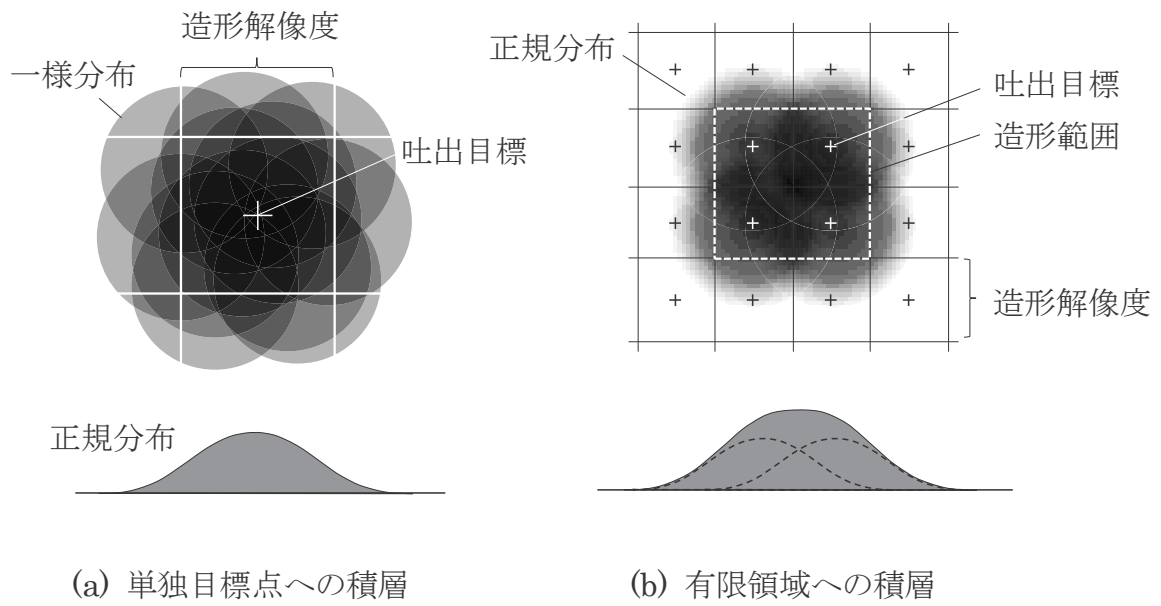 造形解像度
一様分布
吐出目標
正規分布
(a) 単独目標点への積層
正規分布
吐出目標
造形範囲
造形解像度
(b) 有限領域への積層